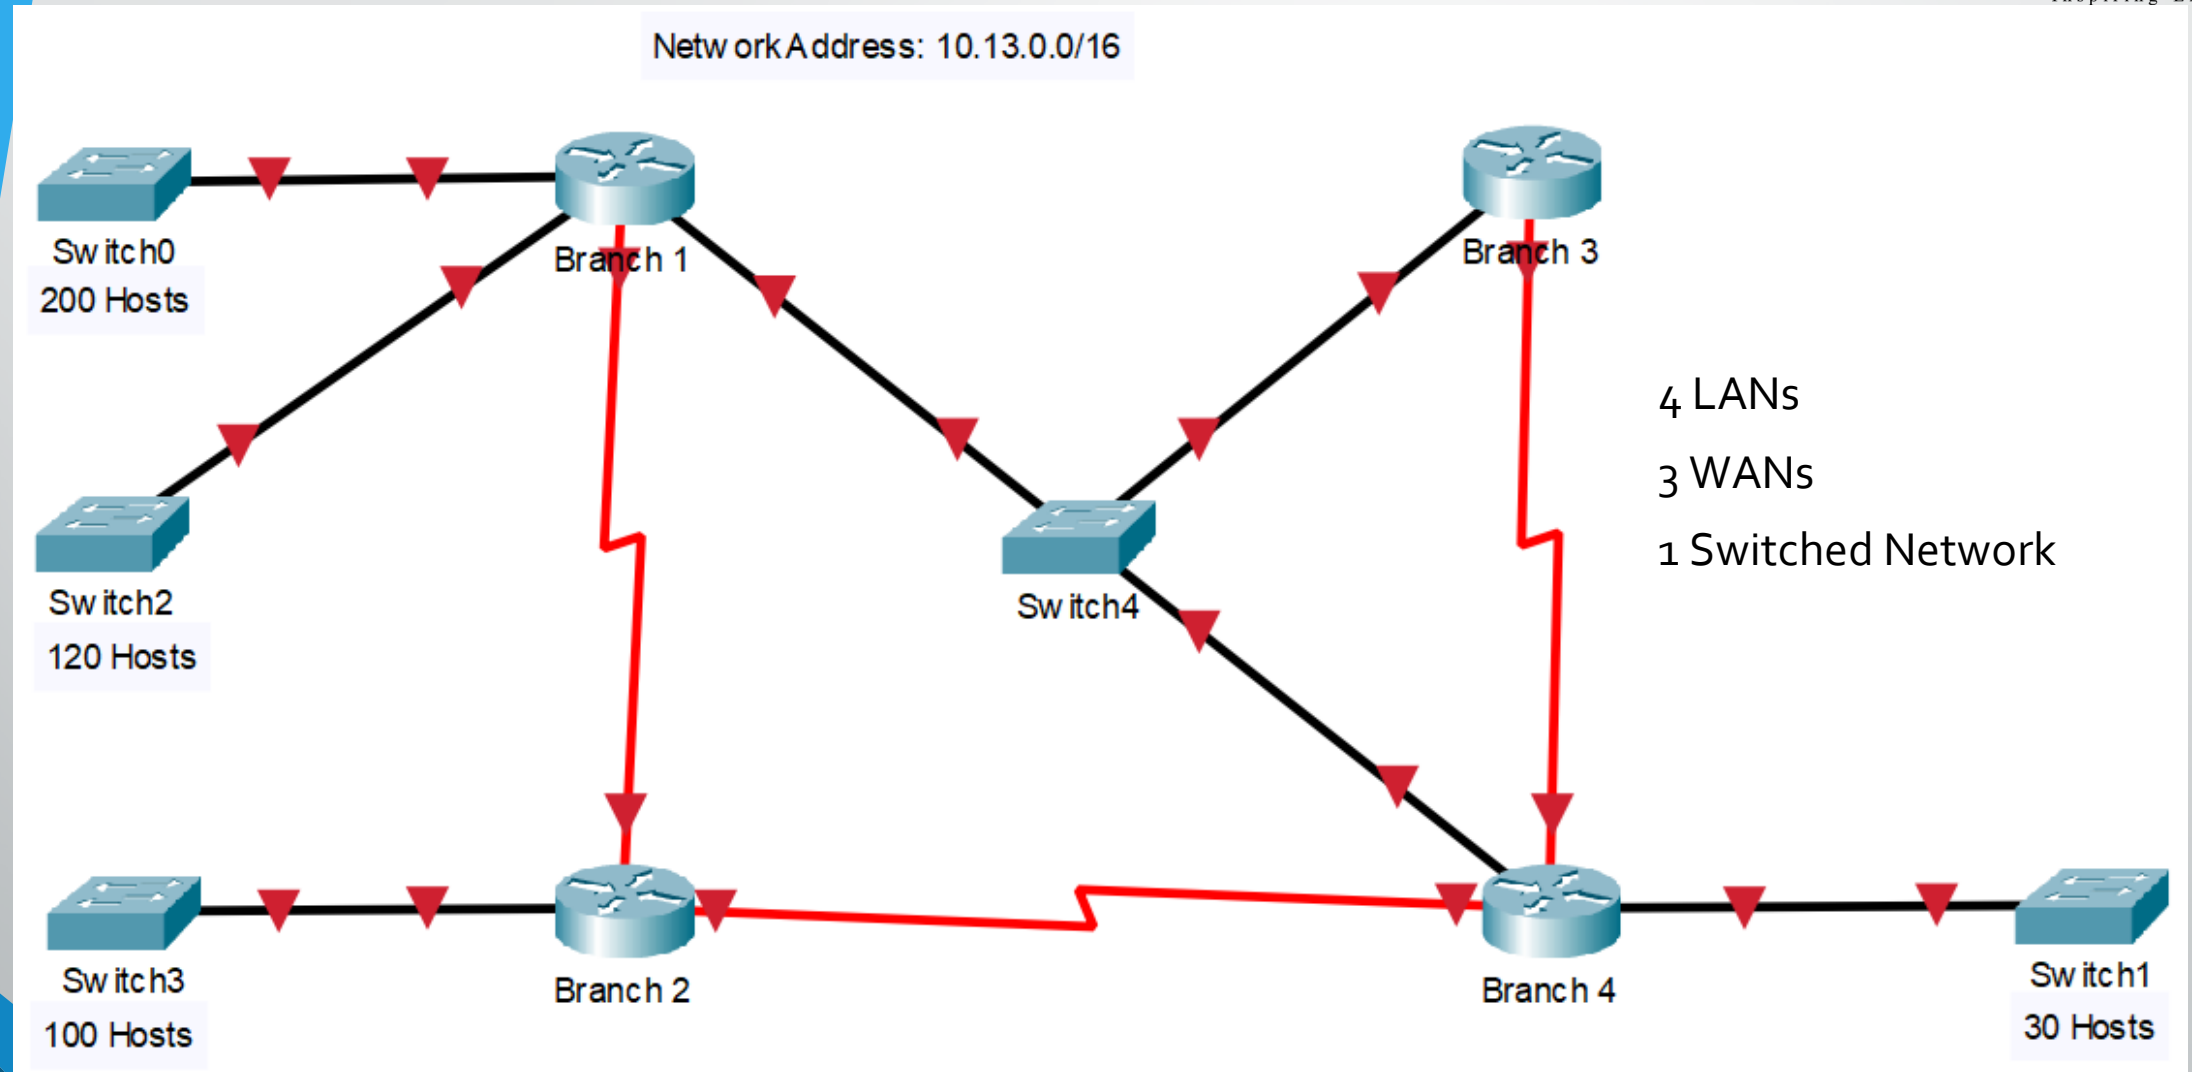 Network Address: 10.13.0.0/16
Switch0
200 Hosts
Branch 1
Branch 3
4 LANs
3 WANs
1 Switched Network
Switch2
120 Hosts
Switch4
Switch3
100 Hosts
Branch 2
Branch 4
Switch1
30 Hosts